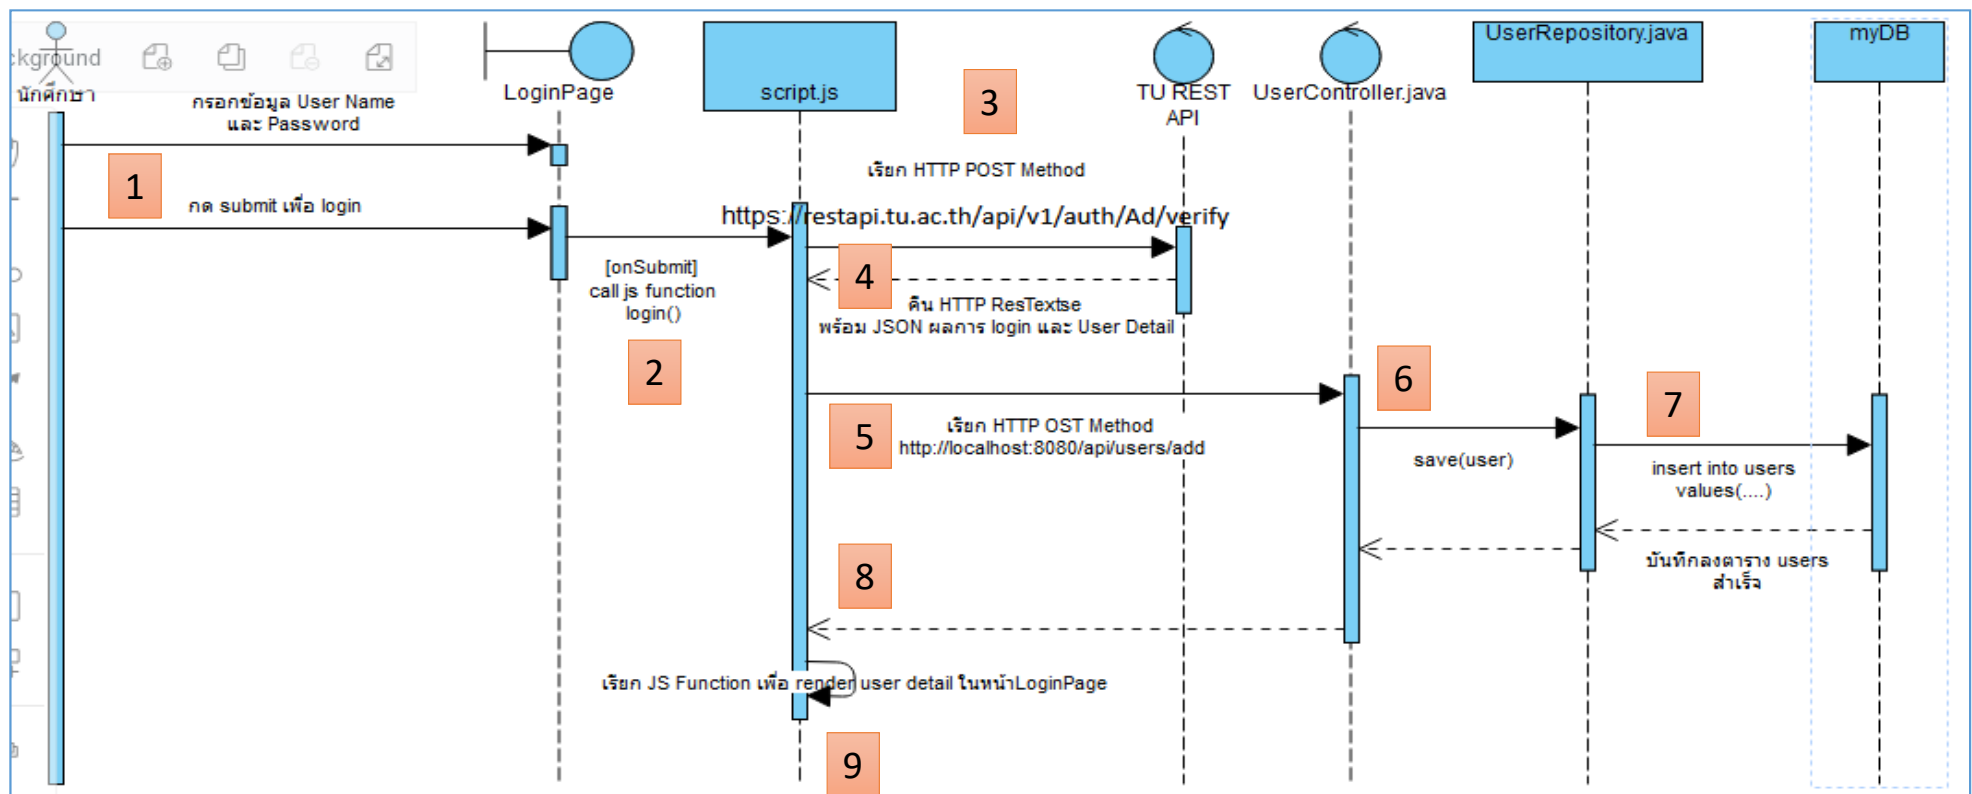 ckground
นักศึกษา
LoginPage
script.js
TU REST
API
UserController.java
UserRepository.java
myDB
กรอกข้อมูล User Name
และ Password
1
กด submit เพื่อ login
[onSubmit]
call js function
login()
2
3
เรียก HTTP POST Method
https://restapi.tu.ac.th/api/v1/auth/Ad/verify
4
คืน HTTP ResTextse
พร้อม JSON ผลการ login และ User Detail
5
เรียก HTTP OST Method
http://localhost:8080/api/users/add
6
save(user)
7
insert into users
values(....)
บันทึกลงตาราง users
สำเร็จ
8
เรียก JS Function เพื่อ render user detail ในหน้าLoginPage
9